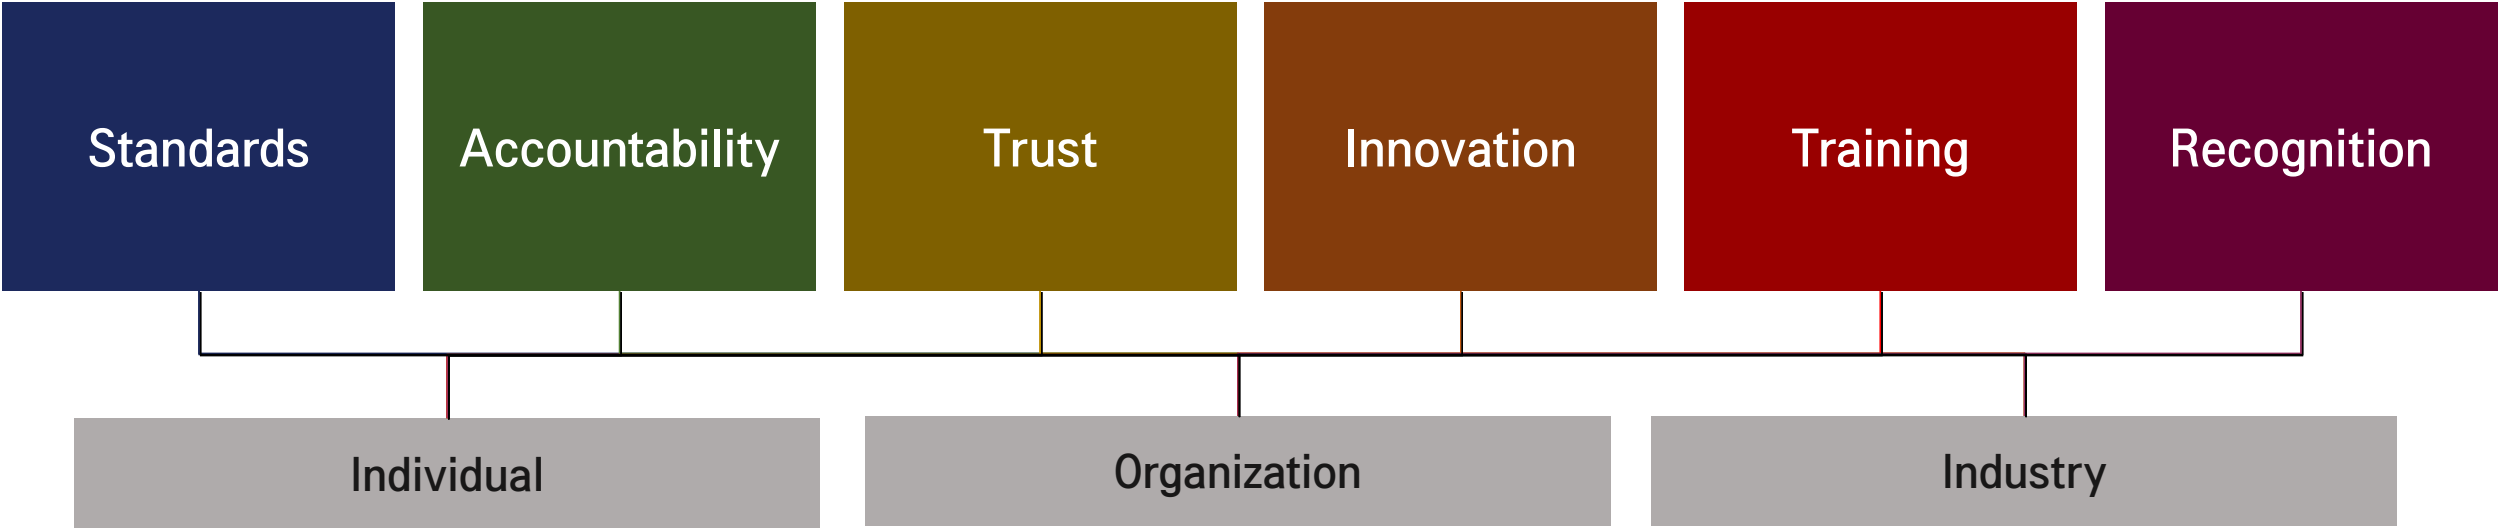 Standards
Accountability
Trust
Innovation
Training
Recognition
Individual
Organization
Industry